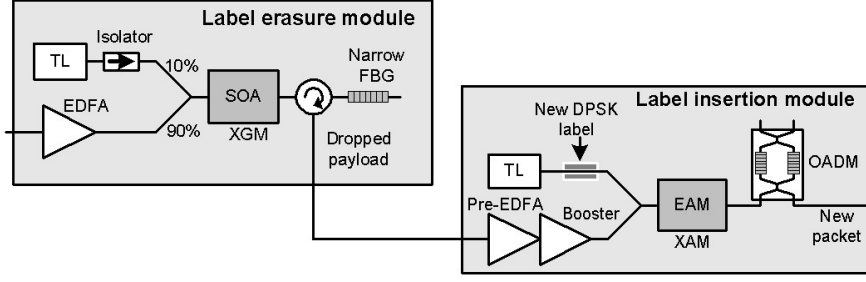 Label erasure module
Isolator
TL
10%
Narrow
FBG
EDFA
SOA
90%
XGM
Dropped
payload
Label insertion module
New DPSK
label
TL
OADM
Pre-EDFA
Booster
EAM
XAM
New
packet